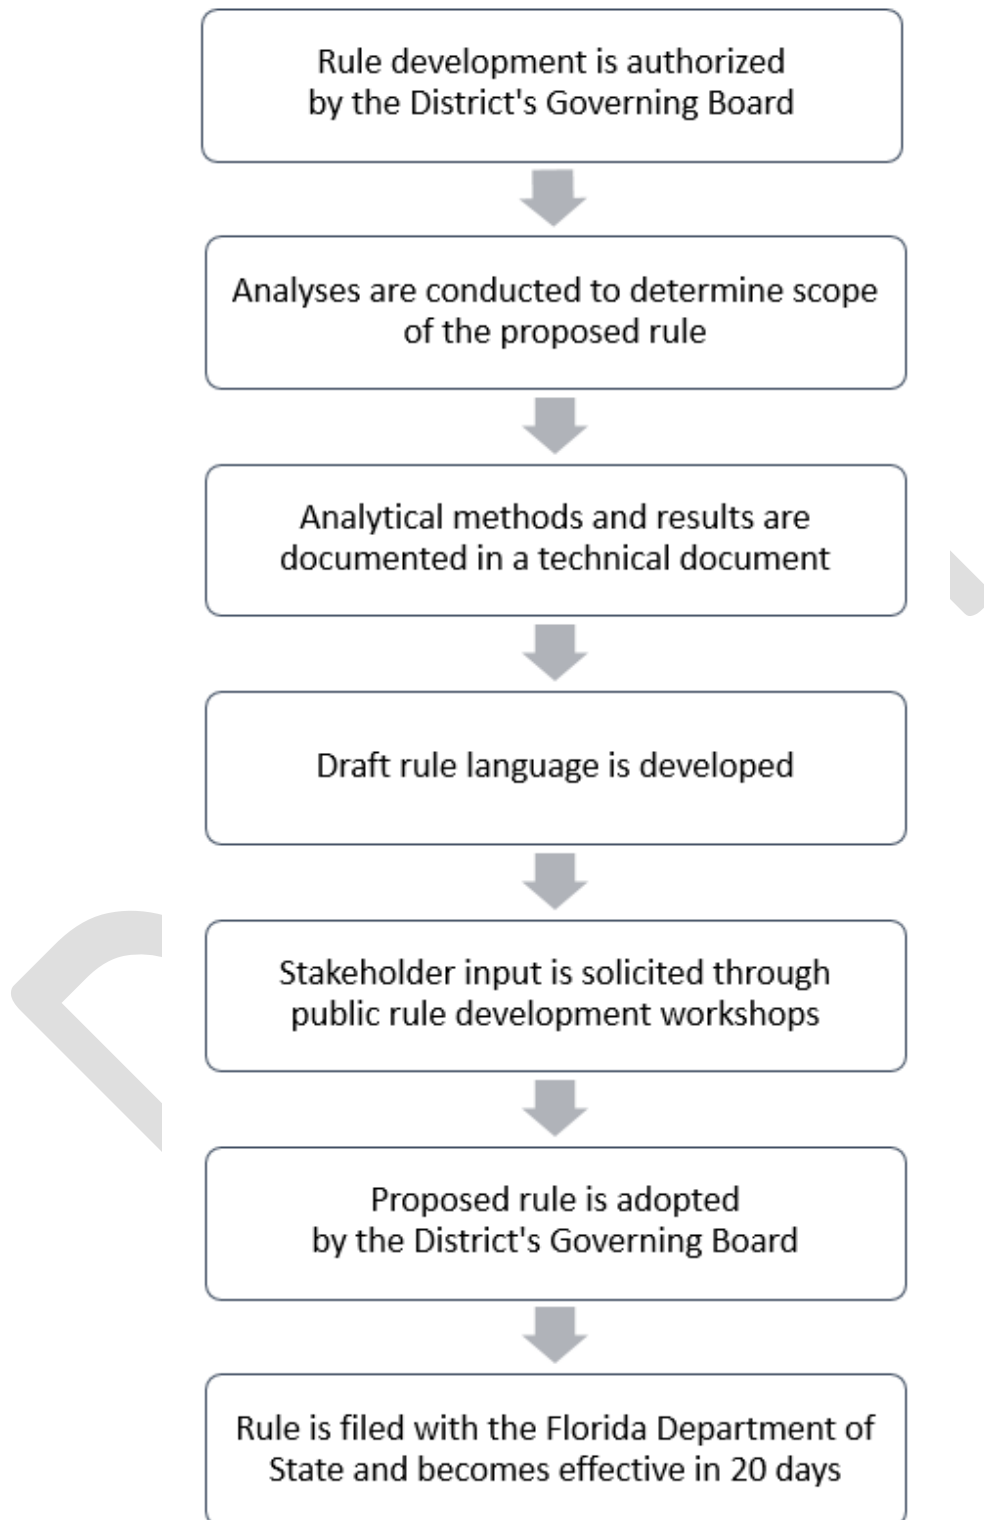 Rule development is authorized
by the District's Governing Board
Analyses are conducted to determine scope
of the proposed rule
Analytical methods and results are
documented in a technical document
Draft rule language is developed
Stakeholder input is solicited through
public rule development workshops
Proposed rule is adopted
by the District's Governing Board
Rule is filed with the Florida Department of
State and becomes effective in 20 days